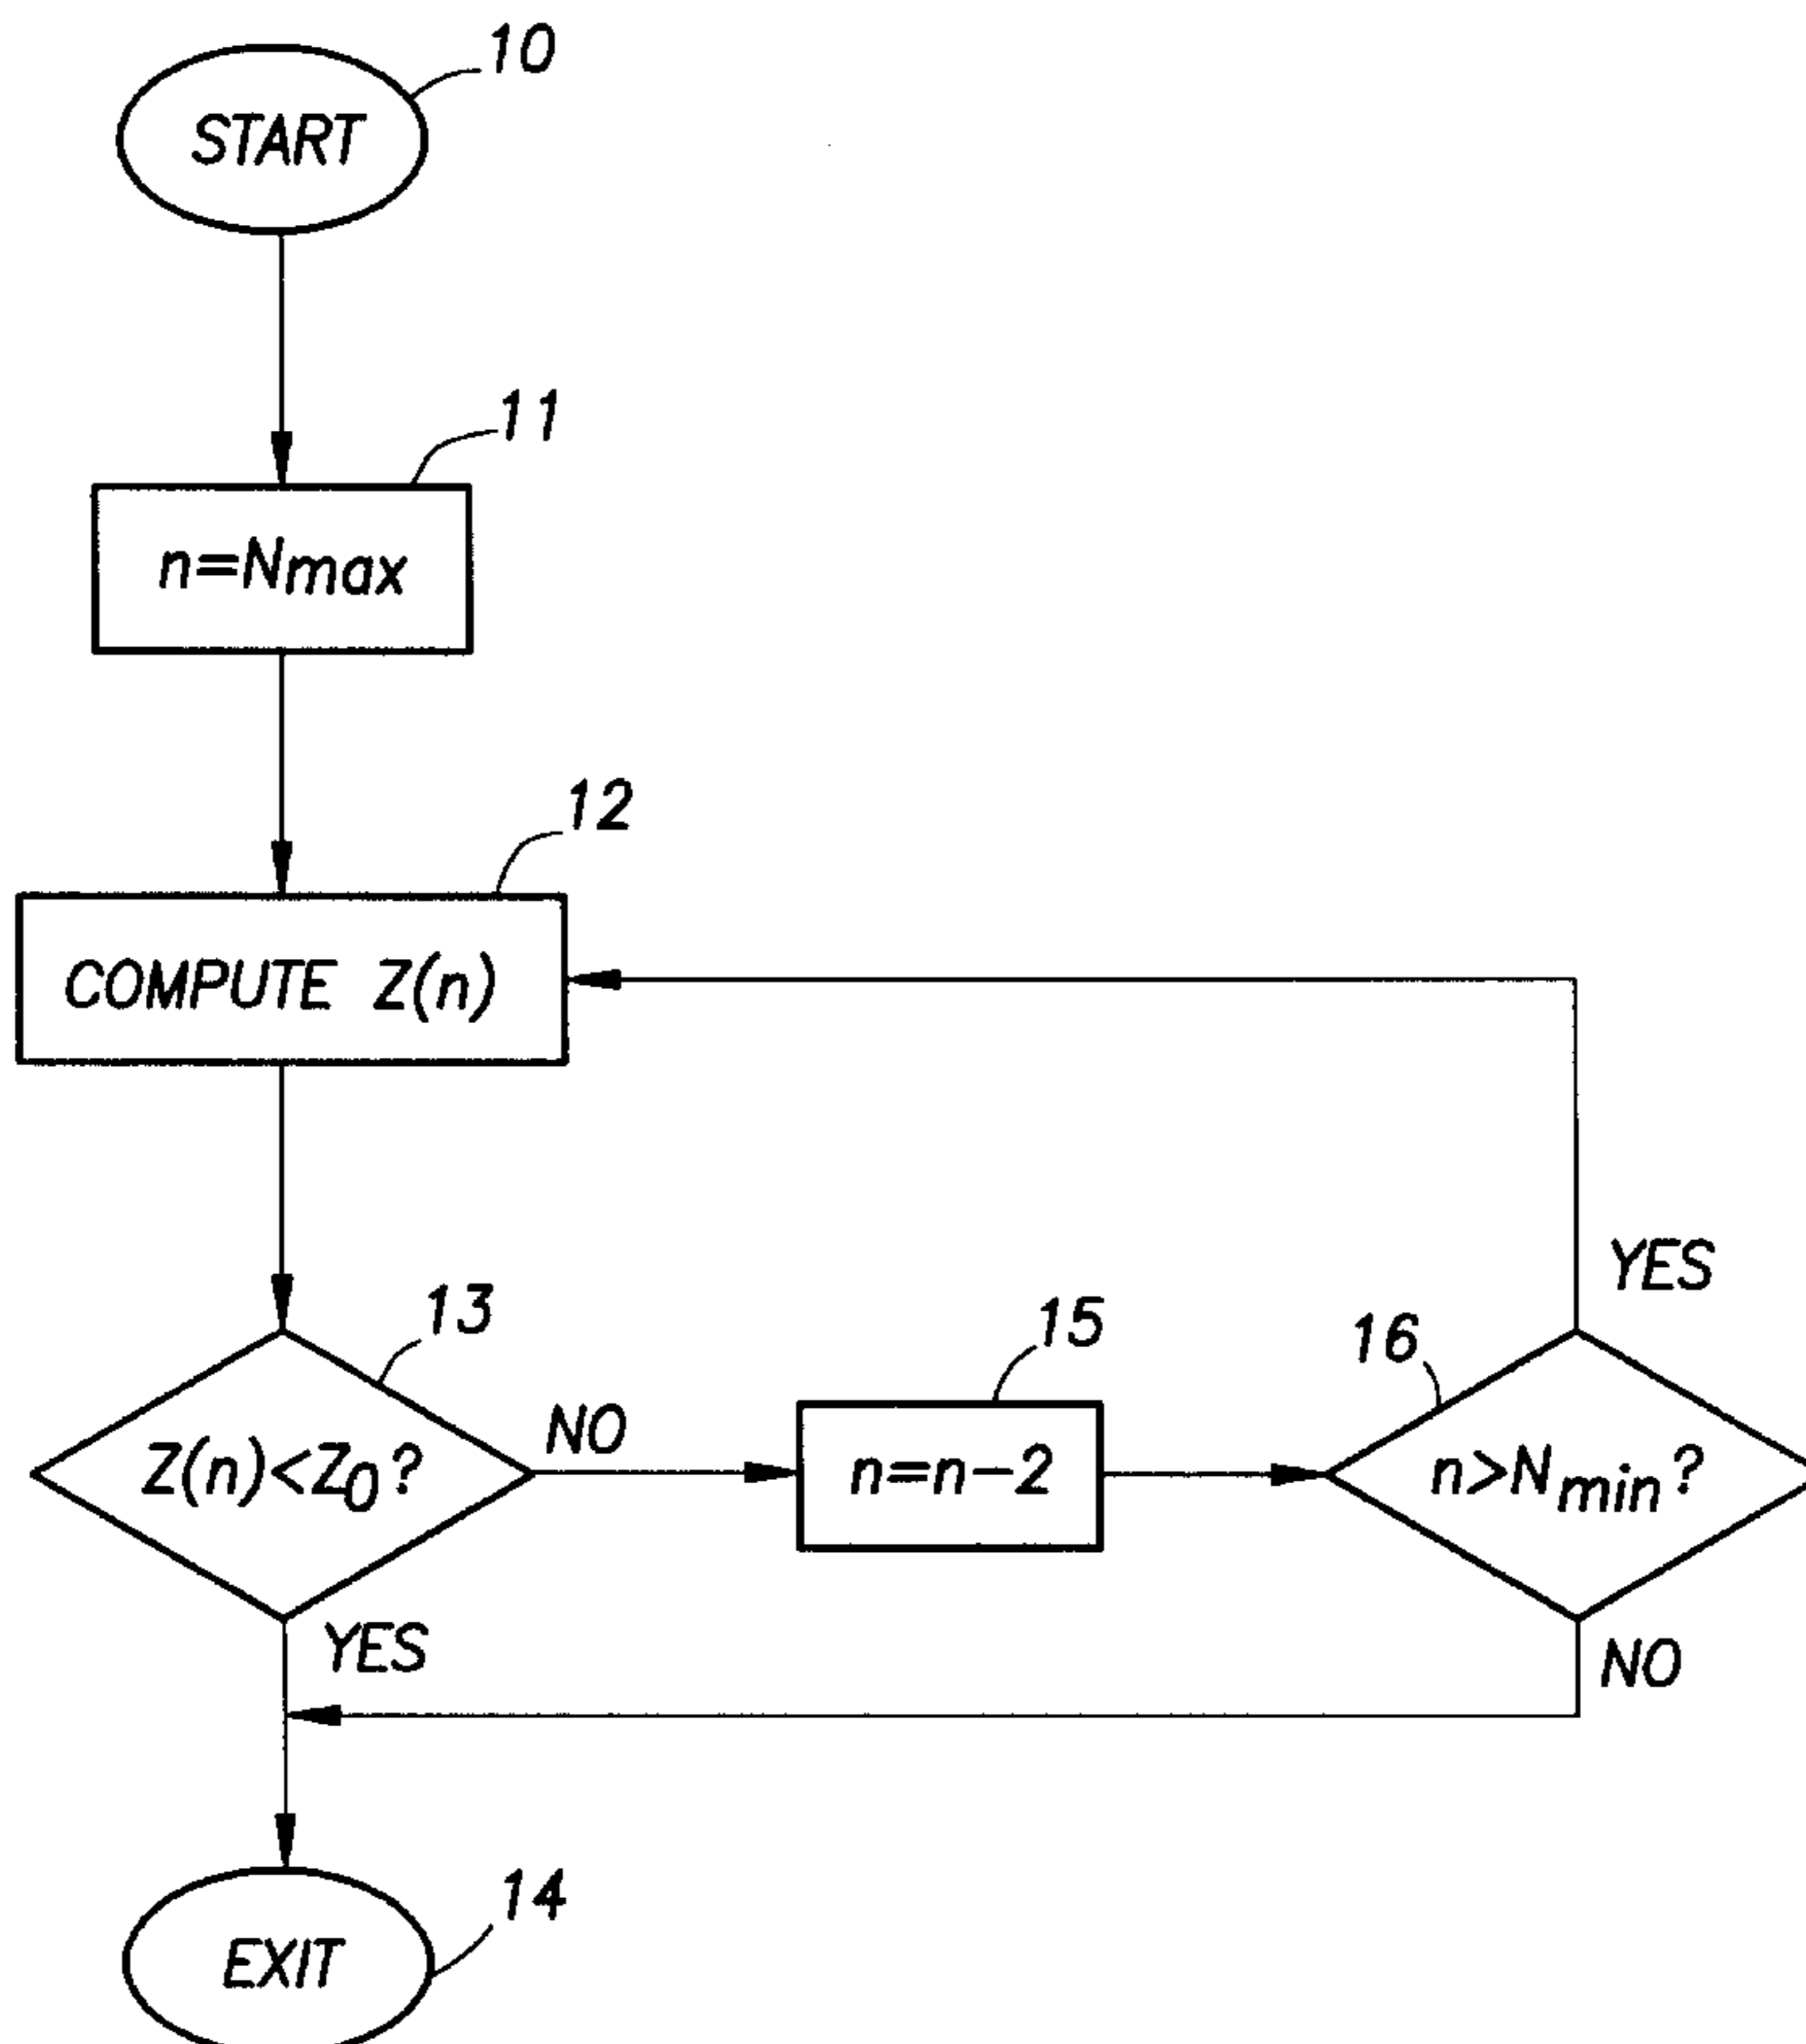 10
START
11
n=Nmax
12
COMPUTE Z(n)
YES
13
15
16
NO
Z(n)<Z0?
n=n-2
n>Nmin?
YES
NO
14
EXIT